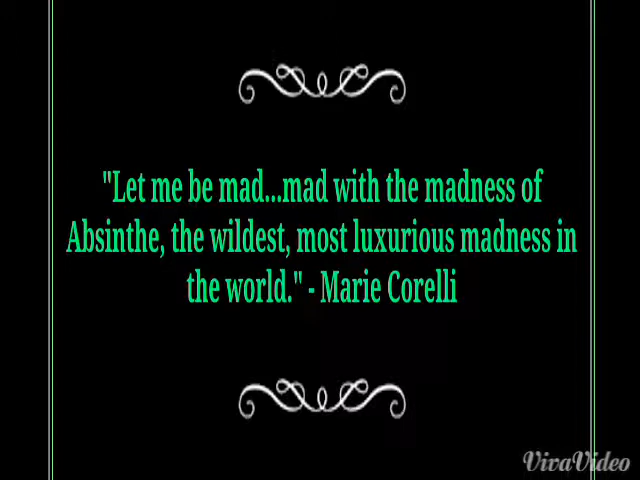 "Let me be mad...mad with the madness of
Absinthe, the wildest, most luxurious madness in
the world." - Marie Corelli
VivaVideo